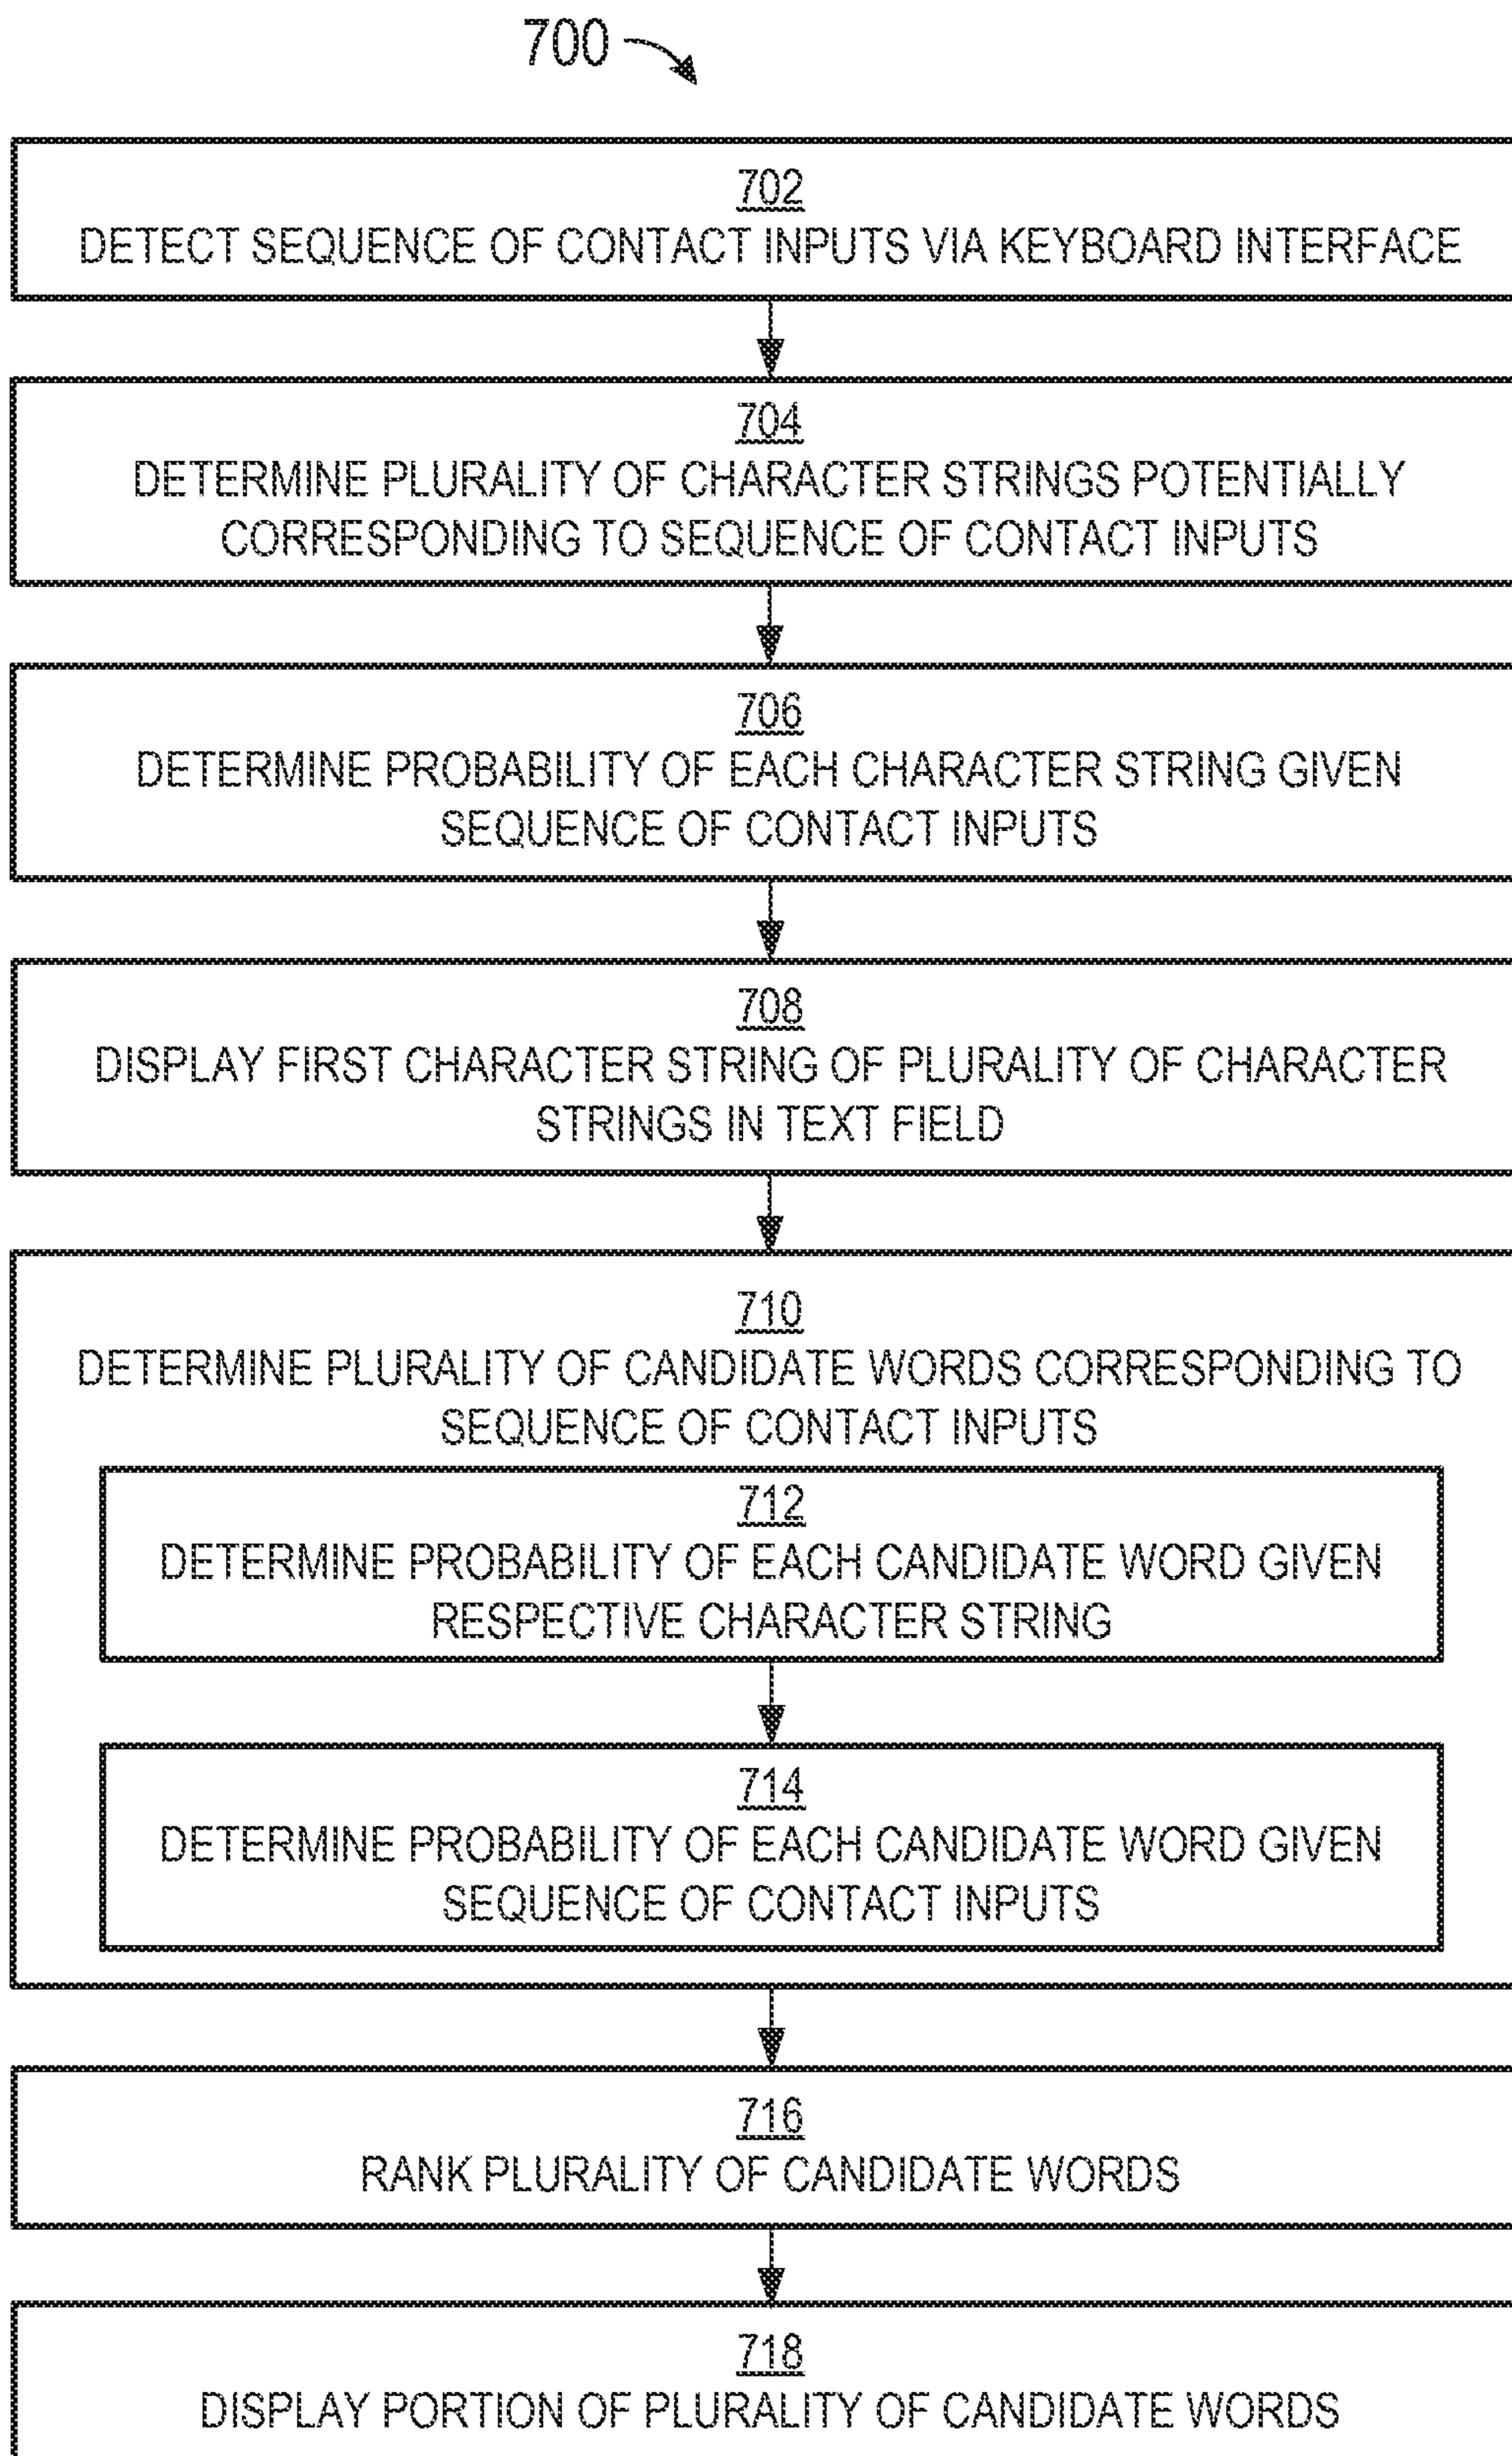 700
702
DETECT SEQUENCE OF CONTACT INPUTS VIA KEYBOARD INTERFACE
704
DETERMINE PLURALITY OF CHARACTER STRINGS POTENTIALLY
CORRESPONDING TO SEQUENCE OF CONTACT INPUTS
706
DETERMINE PROBABILITY OF EACH CHARACTER STRING GIVEN
SEQUENCE OF CONTACT INPUTS
708
DISPLAY FIRST CHARACTER STRING OF PLURALITY OF CHARACTER
STRINGS IN TEXT FIELD
710
DETERMINE PLURALITY OF CANDIDATE WORDS CORRESPONDING TO
SEQUENCE OF CONTACT INPUTS
712
DETERMINE PROBABILITY OF EACH CANDIDATE WORD GIVEN
RESPECTIVE CHARACTER STRING
714
DETERMINE PROBABILITY OF EACH CANDIDATE WORD GIVEN
SEQUENCE OF CONTACT INPUTS
716
RANK PLURALITY OF CANDIDATE WORDS
718
DISPLAY PORTION OF PLURALITY OF CANDIDATE WORDS